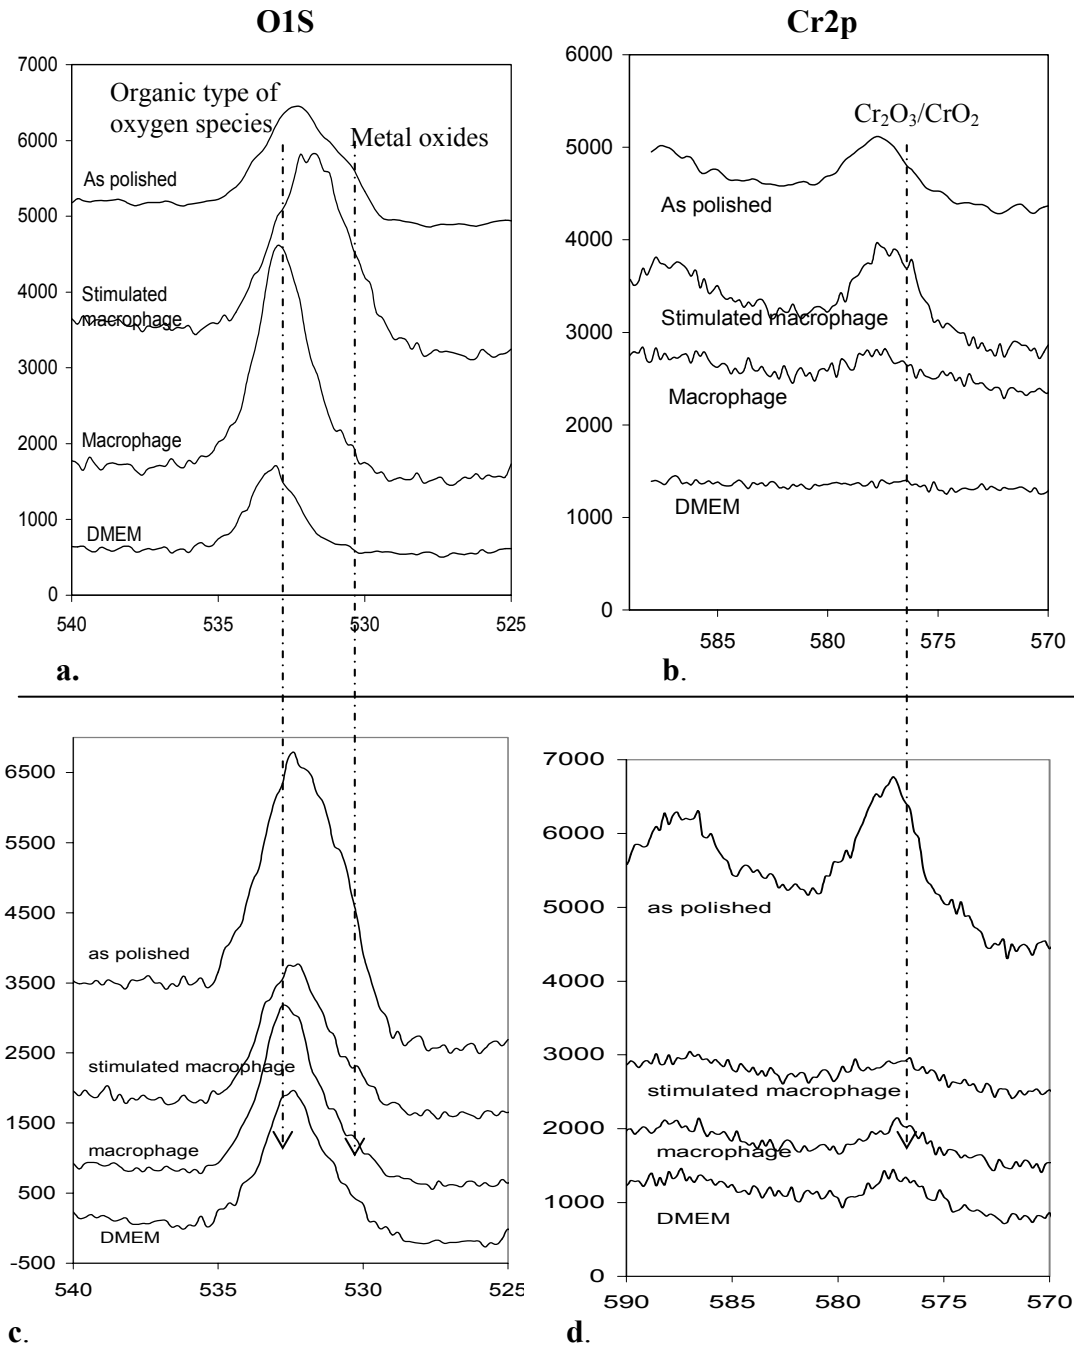 O1S
Cr2p
7000
6000
5000
4000
3000
2000
1000
0
Organic type of
oxygen species
Metal oxides
As polished
Stimulated
macrophage
Macrophage
DMEM
540
535
530
525
a.
6000
5000
4000
3000
2000
1000
0
Cr₂O₃/CrO₂
As polished
Stimulated macrophage
Macrophage
DMEM
585
580
575
570
b.
6500
5500
4500
3500
2500
1500
500
-500
as polished
stimulated macrophage
macrophage
DMEM
540
535
530
525
c.
7000
6000
5000
4000
3000
2000
1000
0
as polished
stimulated macrophage
macrophage
DMEM
590
585
580
575
570
d.